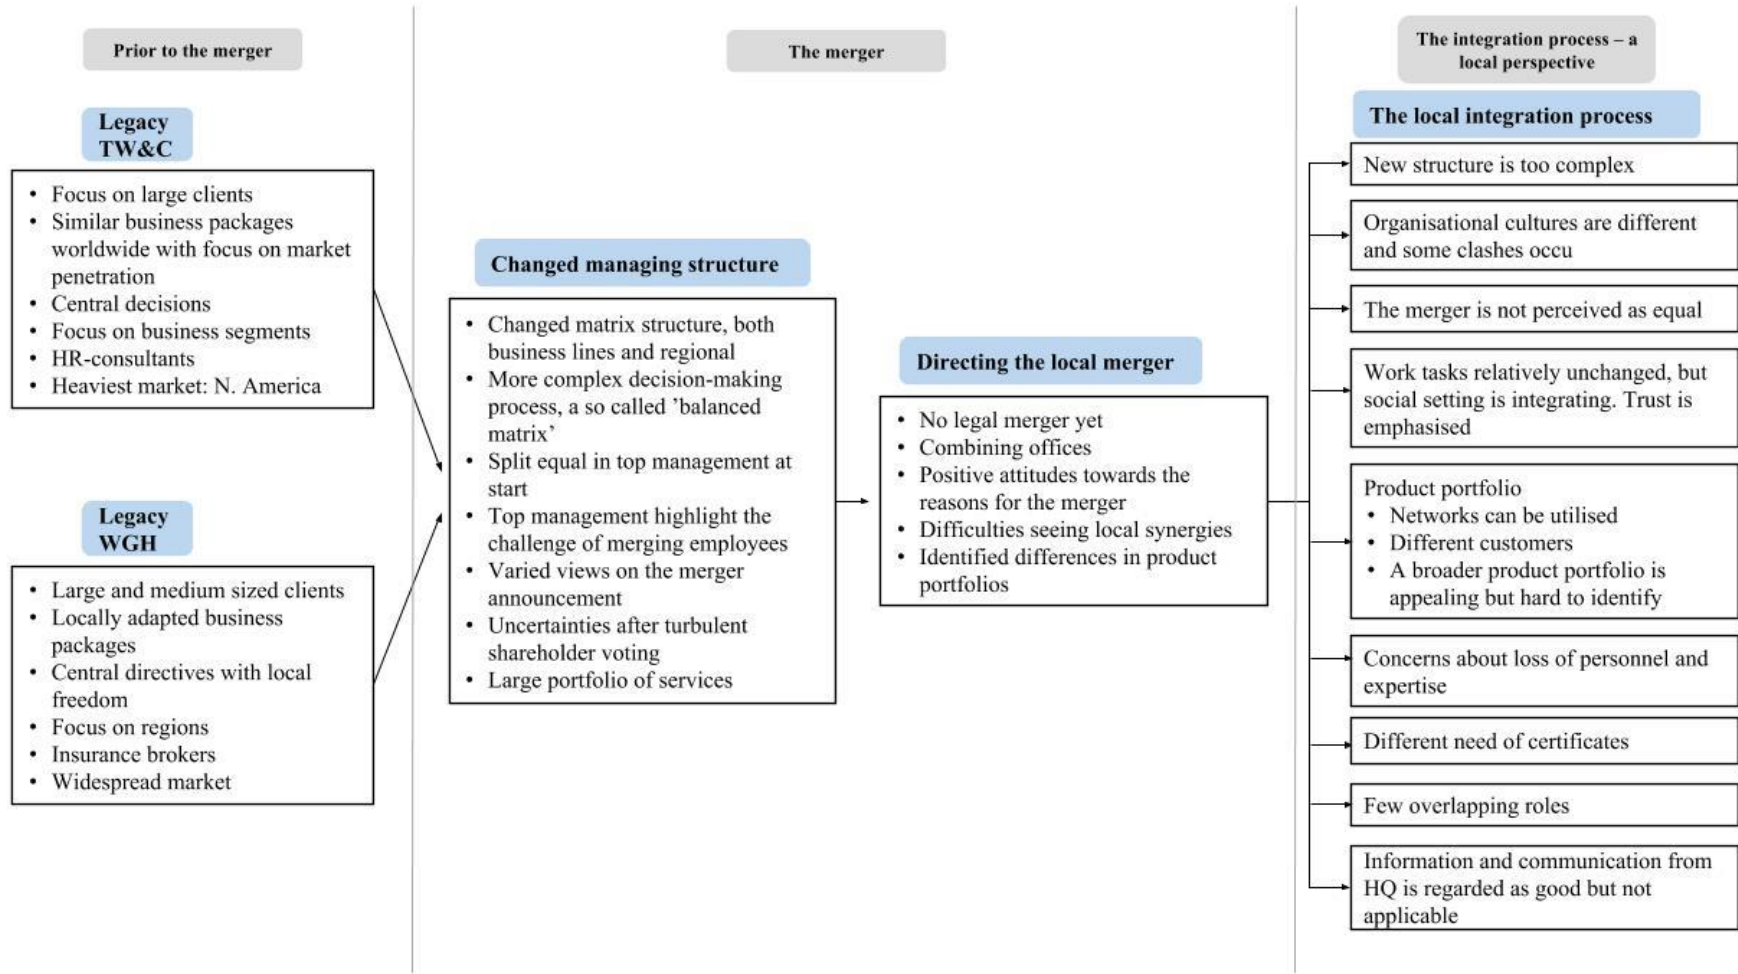 Prior to the merger
Legacy
TW&C
• Focus on large clients
• Similar business packages
worldwide with focus on market
penetration
• Central decisions
• Focus on business segments
• HR-consultants
• Heaviest market: N. America
Legacy
WGH
• Large and medium sized clients
• Locally adapted business
packages
• Central directives with local
freedom
• Focus on regions
• Insurance brokers
• Widespread market
The merger
Changed managing structure
• Changed matrix structure, both
business lines and regional
• More complex decision-making
process, a so called ’balanced
matrix’
• Split equal in top management at
start
• Top management highlight the
challenge of merging employees
• Varied views on the merger
announcement
• Uncertainties after turbulent
shareholder voting
• Large portfolio of services
Directing the local merger
• No legal merger yet
• Combining offices
• Positive attitudes towards the
reasons for the merger
• Difficulties seeing local synergies
• Identified differences in product
portfolios
The integration process – a
local perspective
The local integration process
New structure is too complex
Organisational cultures are different
and some clashes occu
The merger is not perceived as equal
Work tasks relatively unchanged, but
social setting is integrating. Trust is
emphasised
Product portfolio
• Networks can be utilised
• Different customers
• A broader product portfolio is
appealing but hard to identify
Concerns about loss of personnel and
expertise
Different need of certificates
Few overlapping roles
Information and communication from
HQ is regarded as good but not
applicable